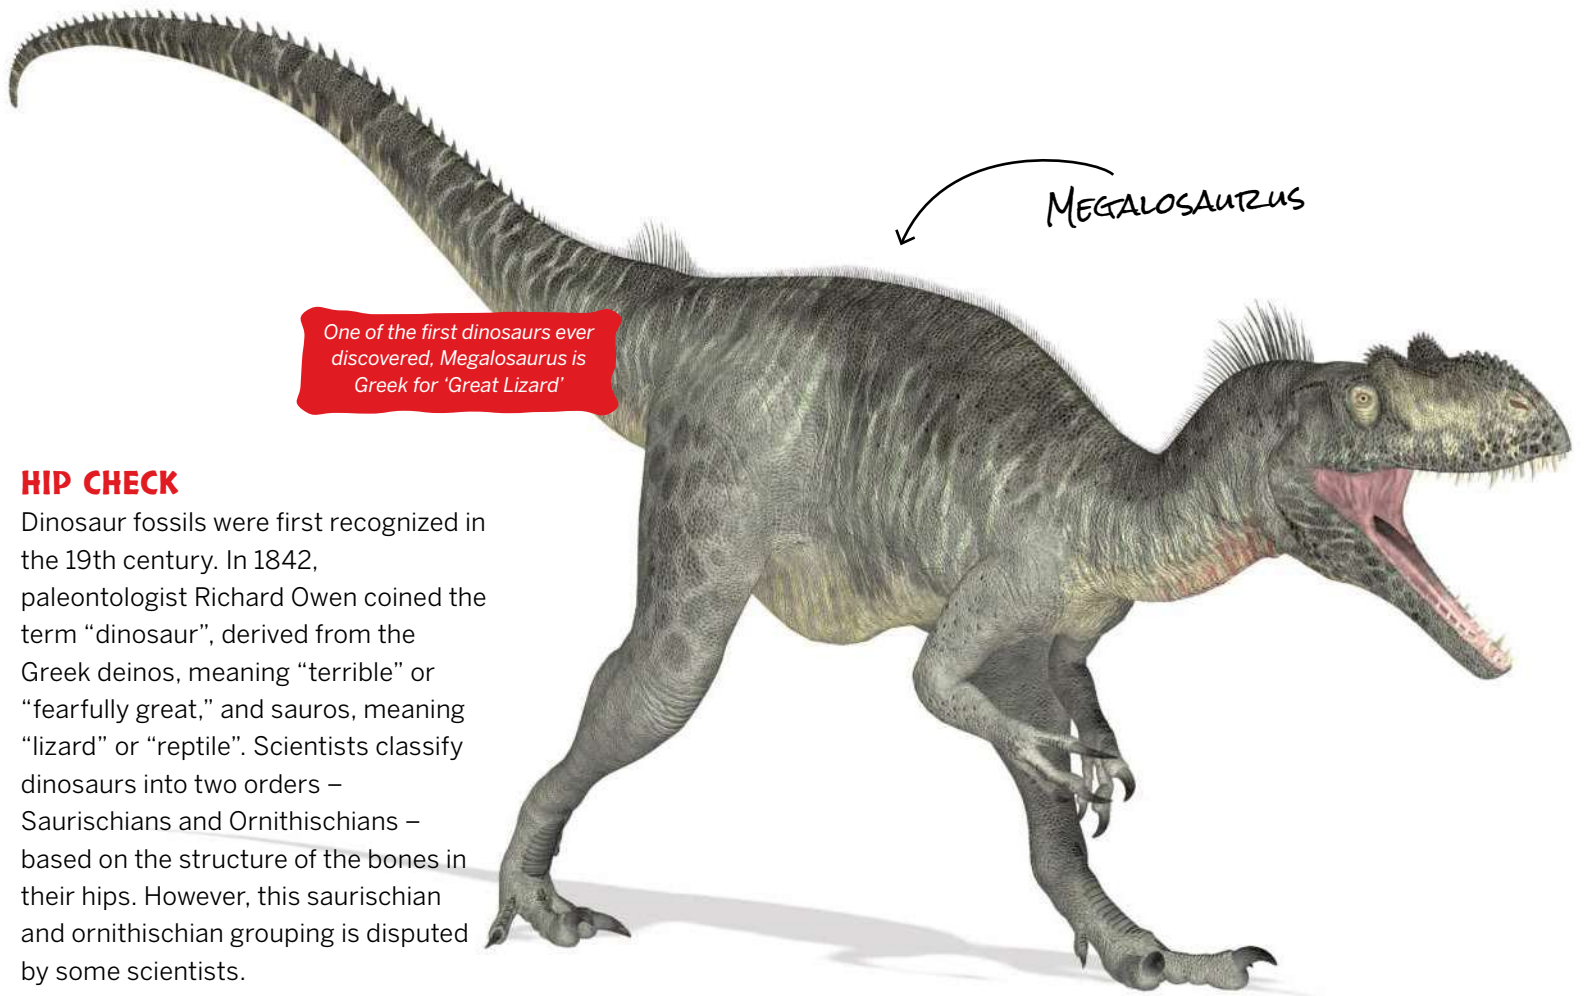 MEGALOSAURUS
One of the first dinosaurs ever
discovered, Megalosaurus is
Greek for ‘Great Lizard’
HIP CHECK
Dinosaur fossils were first recognized in
the 19th century. In 1842,
paleontologist Richard Owen coined the
term “dinosaur”, derived from the
Greek deinos, meaning “terrible” or
“fearfully great,” and sauros, meaning
“lizard” or “reptile”. Scientists classify
dinosaurs into two orders –
Saurischians and Ornithischians –
based on the structure of the bones in
their hips. However, this saurischian
and ornithischian grouping is disputed
by some scientists.